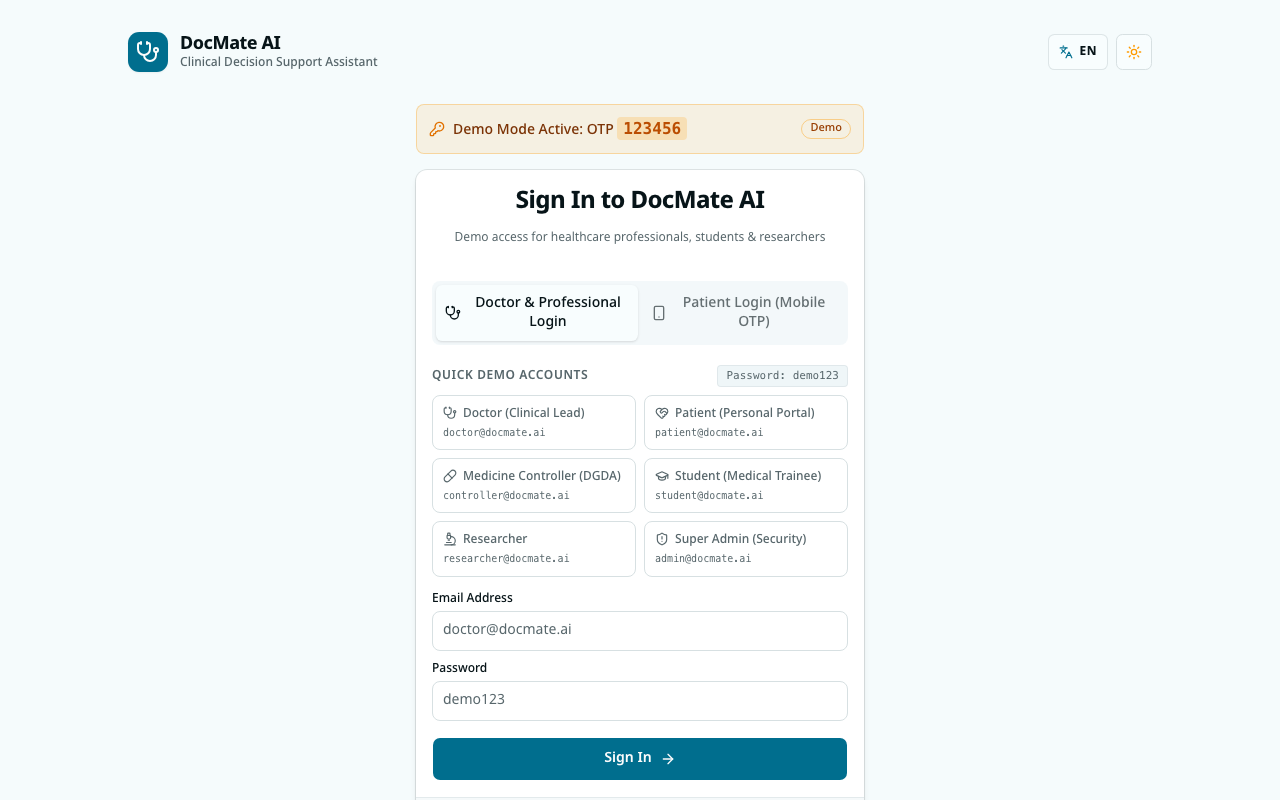 DocMate AI
Clinical Decision Support Assistant
EN
Demo Mode Active: OTP 123456
Demo
Sign In to DocMate AI
Demo access for healthcare professionals, students & researchers
Doctor & Professional
Login
Patient Login (Mobile
OTP)
QUICK DEMO ACCOUNTS
Password: demo123
Doctor (Clinical Lead)
doctor@docmate.ai
Patient (Personal Portal)
patient@docmate.ai
Medicine Controller (DGDA)
controller@docmate.ai
Student (Medical Trainee)
student@docmate.ai
Researcher
researcher@docmate.ai
Super Admin (Security)
admin@docmate.ai
Email Address
doctor@docmate.ai
Password
demo123
Sign In